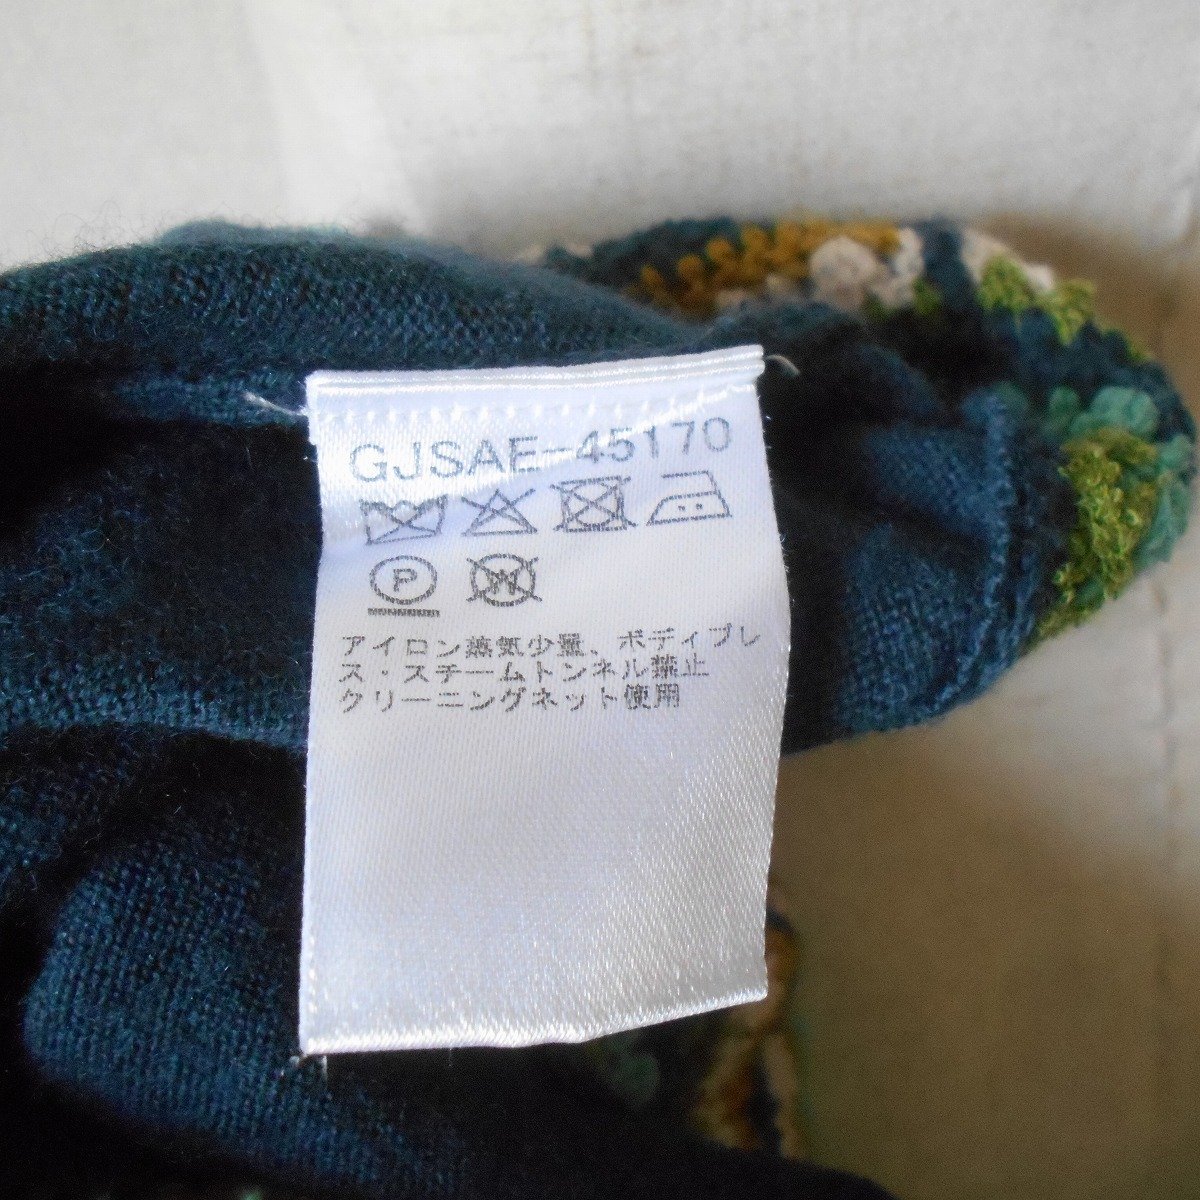 GJSAE-45170
P W
アイロン蒸気少量、ボディプレ
ス・スチームトンネル禁止
クリーニングネット使用